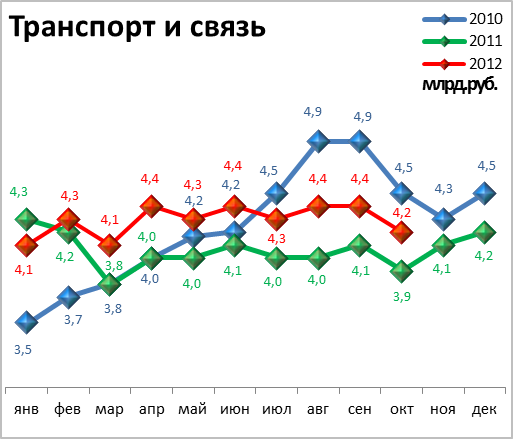 Транспорт и связь
2010
2011
2012
млрд.руб.
4,9 4,9
4,3 4,3 4,4 4,3 4,4 4,5 4,4 4,4 4,5 4,3 4,5
4,2 4,2 4,2
4,1 4,2 4,1 4,0 4,3 4,1 4,1 4,2
3,8 4,0 4,0 4,1 4,0 4,0 3,9
3,5 3,7 3,8
янв фев мар апр май июн июл авг сен окт ноя дек